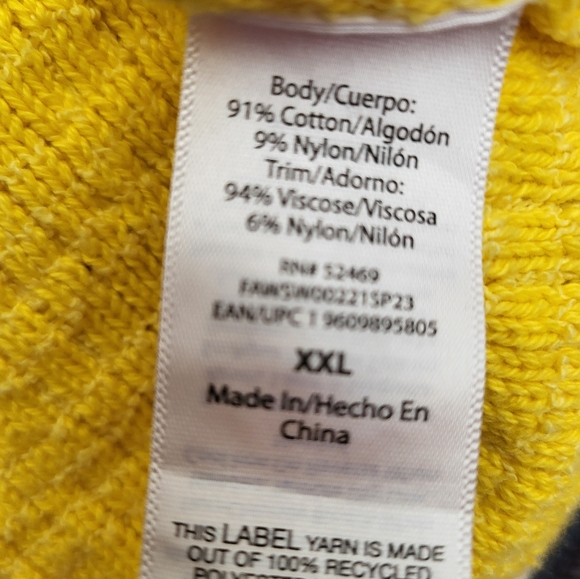 Body/Cuerpo:
91% Cotton/Algodón
9% Nylon/Nilón
Trim/Adorno:
94% Viscose/Viscosa
6% Nylon/Nilón
RN# 52469
FAWSW00221SP23
EAN/UPC 1 9609895805
XXL
Made In/Hecho En
China
THIS LABEL YARN IS MADE
OUT OF 100% RECYCLED